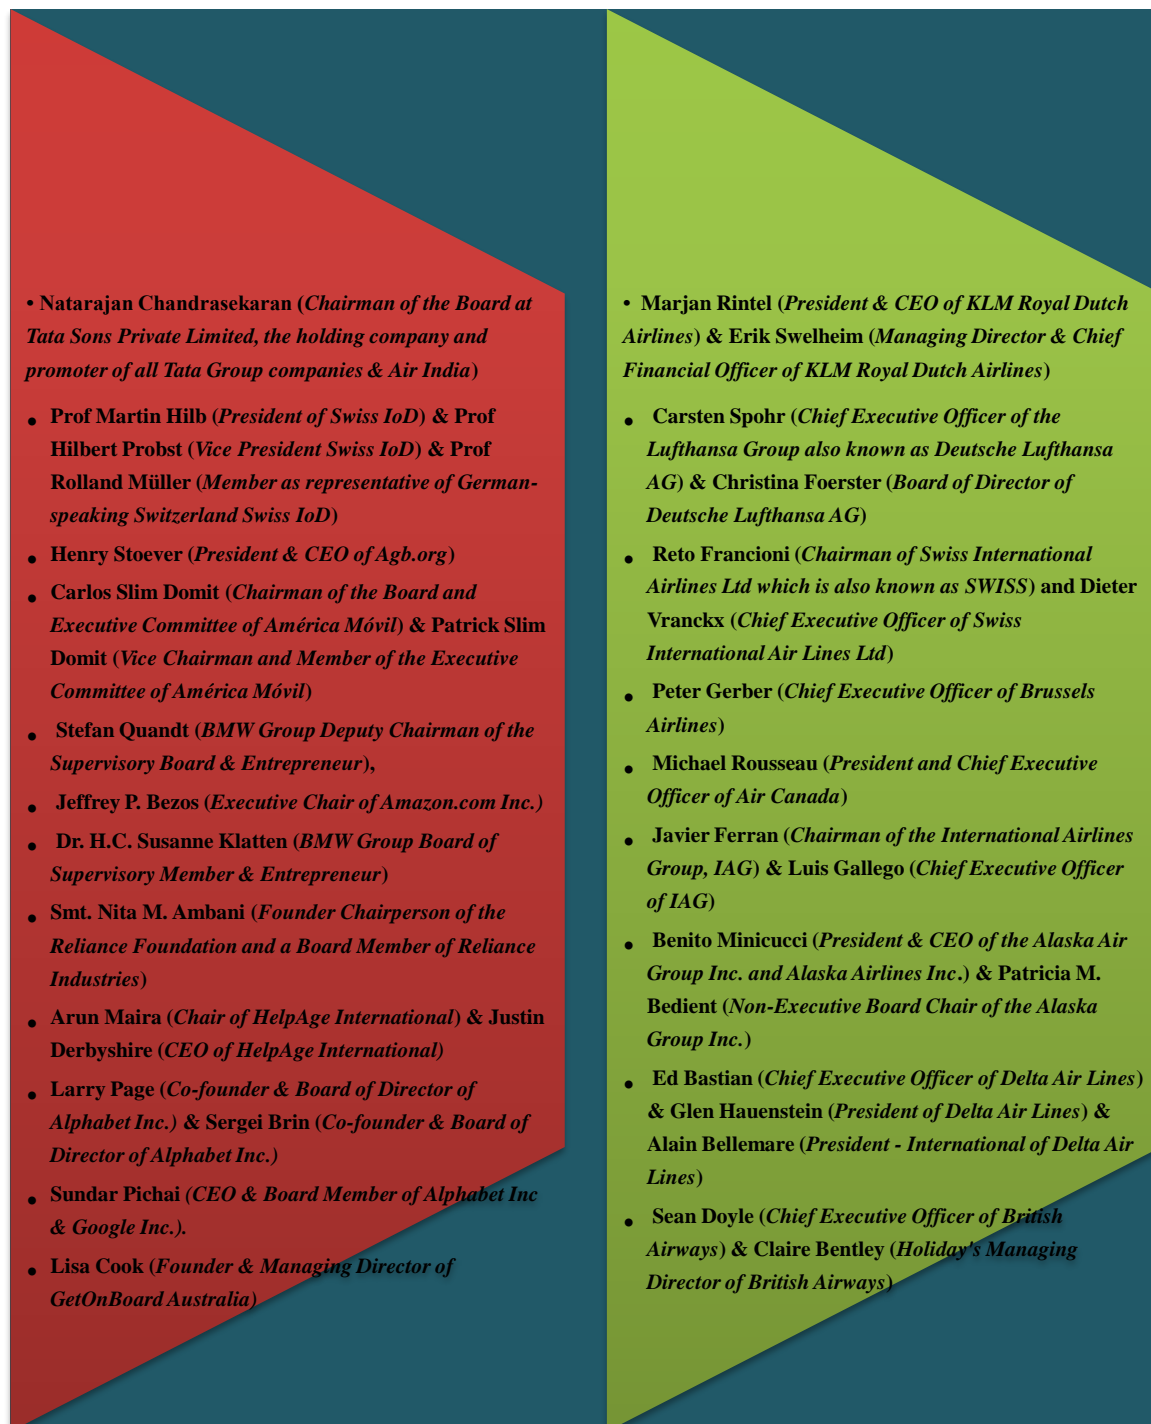 • Natarajan Chandrasekaran (Chairman of the Board at
Tata Sons Private Limited, the holding company and
promoter of all Tata Group companies & Air India)
• Prof Martin Hilb (President of Swiss IoD) & Prof
Hilbert Probst (Vice President Swiss IoD) & Prof
Rolland Müller (Member as representative of German-
speaking Switzerland Swiss IoD)
• Henry Stoever (President & CEO of Agb.org)
• Carlos Slim Domit (Chairman of the Board and
Executive Committee of América Móvil) & Patrick Slim
Domit (Vice Chairman and Member of the Executive
Committee of América Móvil)
• Stefan Quandt (BMW Group Deputy Chairman of the
Supervisory Board & Entrepreneur),
• Jeffrey P. Bezos (Executive Chair of Amazon.com Inc.)
• Dr. H.C. Susanne Klatten (BMW Group Board of
Supervisory Member & Entrepreneur)
• Smt. Nita M. Ambani (Founder Chairperson of the
Reliance Foundation and a Board Member of Reliance
Industries)
• Arun Maira (Chair of HelpAge International) & Justin
Derbyshire (CEO of HelpAge International)
• Larry Page (Co-founder & Board of Director of
Alphabet Inc.) & Sergei Brin (Co-founder & Board of
Director of Alphabet Inc.)
• Sundar Pichai (CEO & Board Member of Alphabet Inc
& Google Inc.).
• Lisa Cook (Founder & Managing Director of
GetOnBoard Australia)
• Marjan Rintel (President & CEO of KLM Royal Dutch
Airlines) & Erik Swelheim (Managing Director & Chief
Financial Officer of KLM Royal Dutch Airlines)
• Carsten Spohr (Chief Executive Officer of the
Lufthansa Group also known as Deutsche Lufthansa
AG) & Christina Foerster (Board of Director of
Deutsche Lufthansa AG)
• Reto Francioni (Chairman of Swiss International
Airlines Ltd which is also known as SWISS) and Dieter
Vranckx (Chief Executive Officer of Swiss
International Air Lines Ltd)
• Peter Gerber (Chief Executive Officer of Brussels
Airlines)
• Michael Rousseau (President and Chief Executive
Officer of Air Canada)
• Javier Ferran (Chairman of the International Airlines
Group, IAG) & Luis Gallego (Chief Executive Officer
of IAG)
• Benito Minicucci (President & CEO of the Alaska Air
Group Inc. and Alaska Airlines Inc.) & Patricia M.
Bedient (Non-Executive Board Chair of the Alaska
Group Inc.)
• Ed Bastian (Chief Executive Officer of Delta Air Lines)
& Glen Hauenstein (President of Delta Air Lines) &
Alain Bellemare (President - International of Delta Air
Lines)
• Sean Doyle (Chief Executive Officer of British
Airways) & Claire Bentley (Holiday's Managing
Director of British Airways)